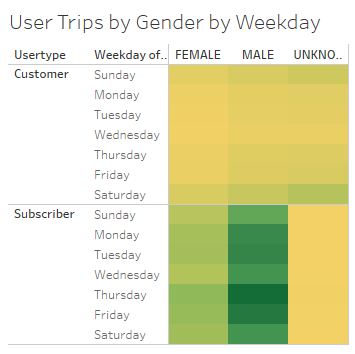 User Trips by Gender by Weekday
Usertype Weekday of.. FEMALE MALE UNKNO..
Customer Sunday
Monday
Tuesday
Wednesday
Thursday
Friday
Saturday
Subscriber Sunday
Monday
Tuesday
Wednesday
Thursday
Friday
Saturday